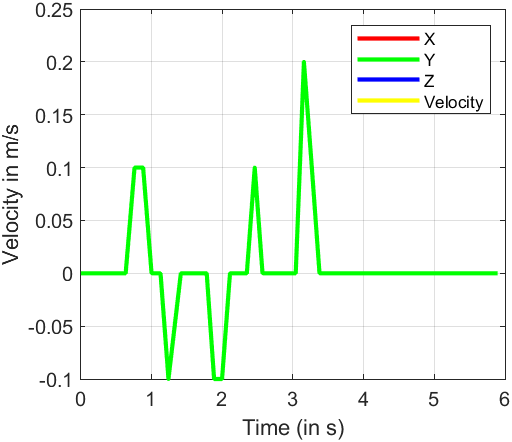 0.25
0.2
0.15
0.1
0.05
0
-0.05
-0.1
Velocity in m/s
X
Y
Z
Velocity
0 1 2 3 4 5 6
Time (in s)